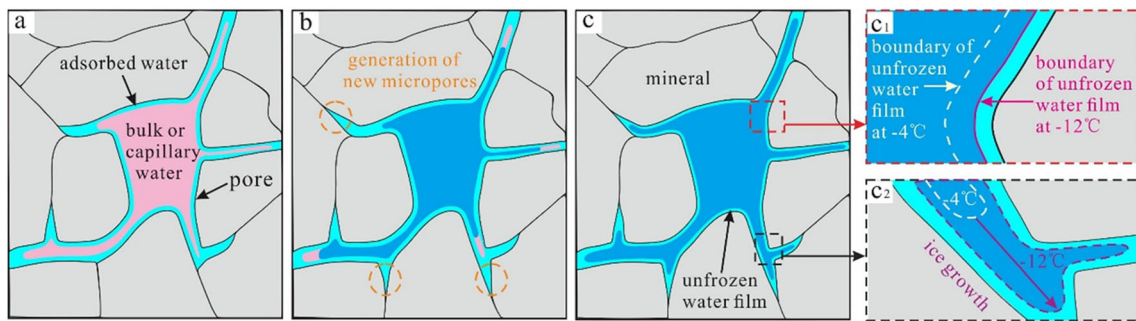 a
adsorbed water
bulk or
capillary
water
pore
b
generation of
new micropores
c
mineral
unfrozen
water film
c1
boundary of
unfrozen
water
film
at -4℃
boundary
of unfrozen
water film
at -12℃
c2
-4℃
-12℃
ice growth